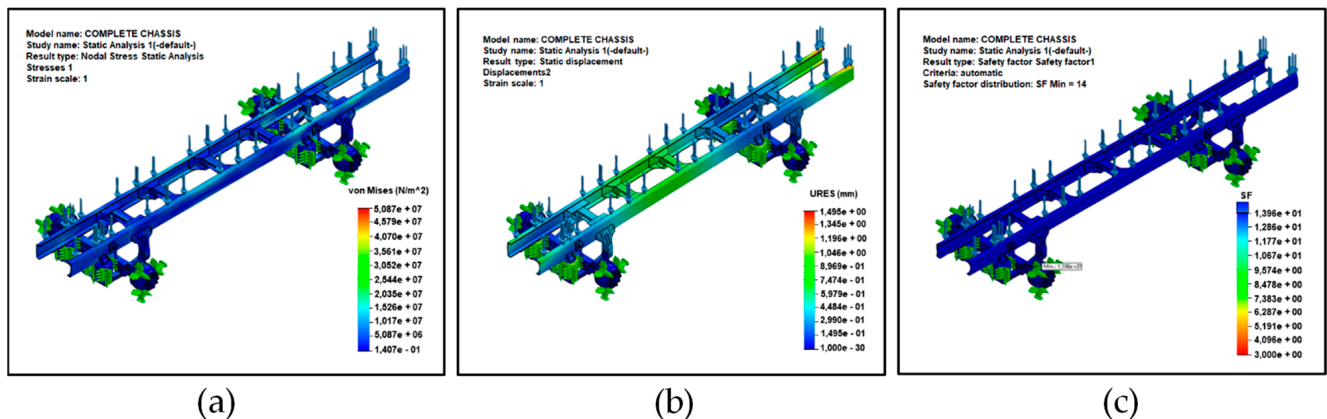 Model name: COMPLETE CHASSIS
Study name: Static Analysis 1(-default-)
Result type: Nodal Stress Static Analysis
Stresses 1
Strain scale: 1
von Mises (N/m^2)
5,087e + 07
4,579e + 07
4,070e + 07
3,561e + 07
3,052e + 07
2,544e + 07
2,035e + 07
1,526e + 07
1,017e + 07
5,087e + 06
1,407e - 01
(a)
Model name: COMPLETE CHASSIS
Study name: Static Analysis 1(-default-)
Result type: Static displacement
Displacements2
Strain scale: 1
URES (mm)
1,495e + 00
1,345e + 00
1,196e + 00
1,046e + 00
8,969e - 01
7,474e - 01
5,979e - 01
4,484e - 01
2,990e - 01
1,495e - 01
1,000e - 30
(b)
Model name: COMPLETE CHASSIS
Study name: Static Analysis 1(-default-)
Result type: Safety factor Safety factor1
Criteria: automatic
Safety factor distribution: SF Min = 14
SF
1,396e + 01
1,286e + 01
1,177e + 01
1,067e + 01
9,574e + 00
8,478e + 00
7,383e + 00
6,287e + 00
5,191e + 00
4,096e + 00
3,000e + 00
(c)